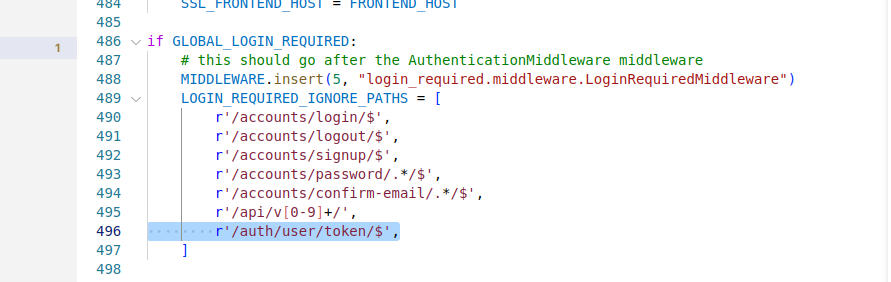 484 SSL_FRONTEND_HOST = FRONTEND_HOST
485
1
486 if GLOBAL_LOGIN_REQUIRED:
487 # this should go after the AuthenticationMiddleware middleware
488 MIDDLEWARE.insert(5, "login_required.middleware.LoginRequiredMiddleware")
489 LOGIN_REQUIRED_IGNORE_PATHS = [
490 r'/accounts/login/$',
491 r'/accounts/logout/$',
492 r'/accounts/signup/$',
493 r'/accounts/password/.*/$',
494 r'/accounts/confirm-email/.*/$',
495 r'/api/v[0-9]+/',
496 r'/auth/user/token/$',
497 ]
498